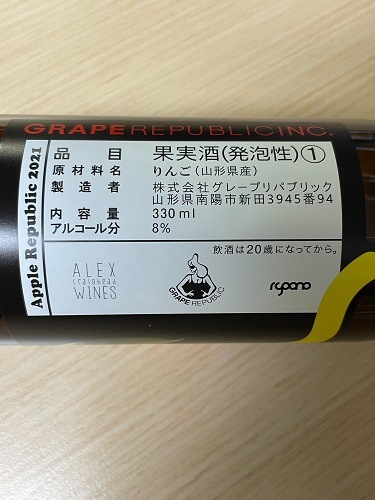 GRAPEREPUBLICINC.
Apple Republic 2021
品目 果実酒(発泡性)①
原材料名 りんご(山形県産)
製造者 株式会社グレープリパブリック
山形県南陽市新田3945番94
内容量 330ml
アルコール分 8%
飲酒は20歳になってから。
ALEX
craighead
WINES
GRAPE REPUBLIC